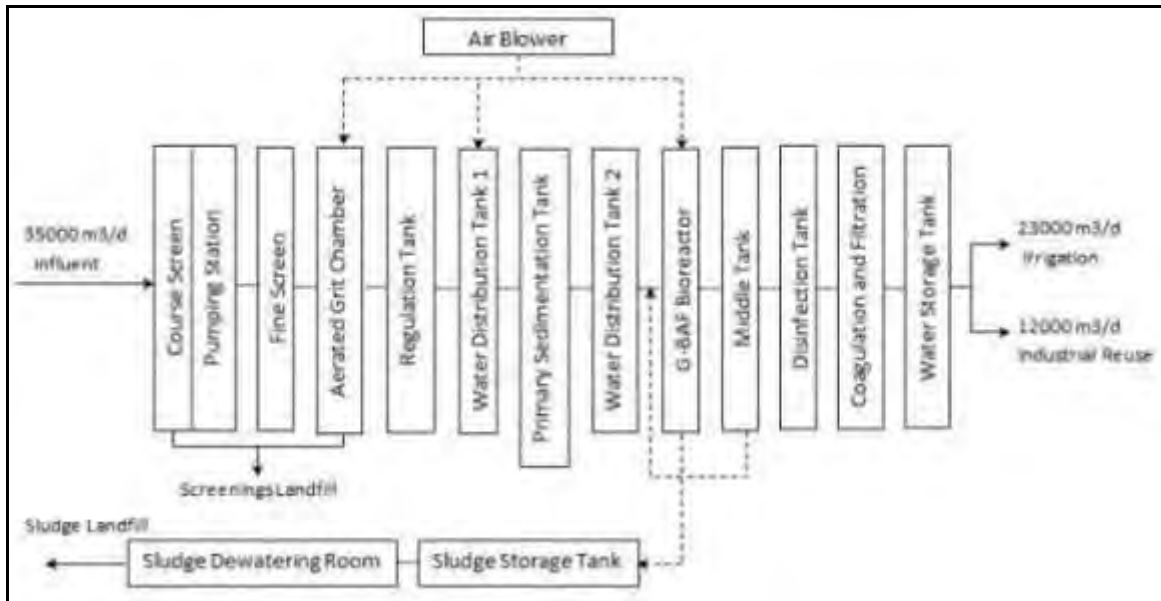 Air Blower
35000 m3/d
influent
Course Screen
Pumping Station
Fine Screen
Aerated Grit Chamber
Regulation Tank
Water Distribution Tank 1
Primary Sedimentation Tank
Water Distribution Tank 2
G-BAF Bioreactor
Middle Tank
Disinfection Tank
Coagulation and Filtration
Water Storage Tank
23000 m3/d
Irrigation
12000 m3/d
Industrial Reuse
Screenings Landfill
Sludge Landfill
Sludge Dewatering Room
Sludge Storage Tank